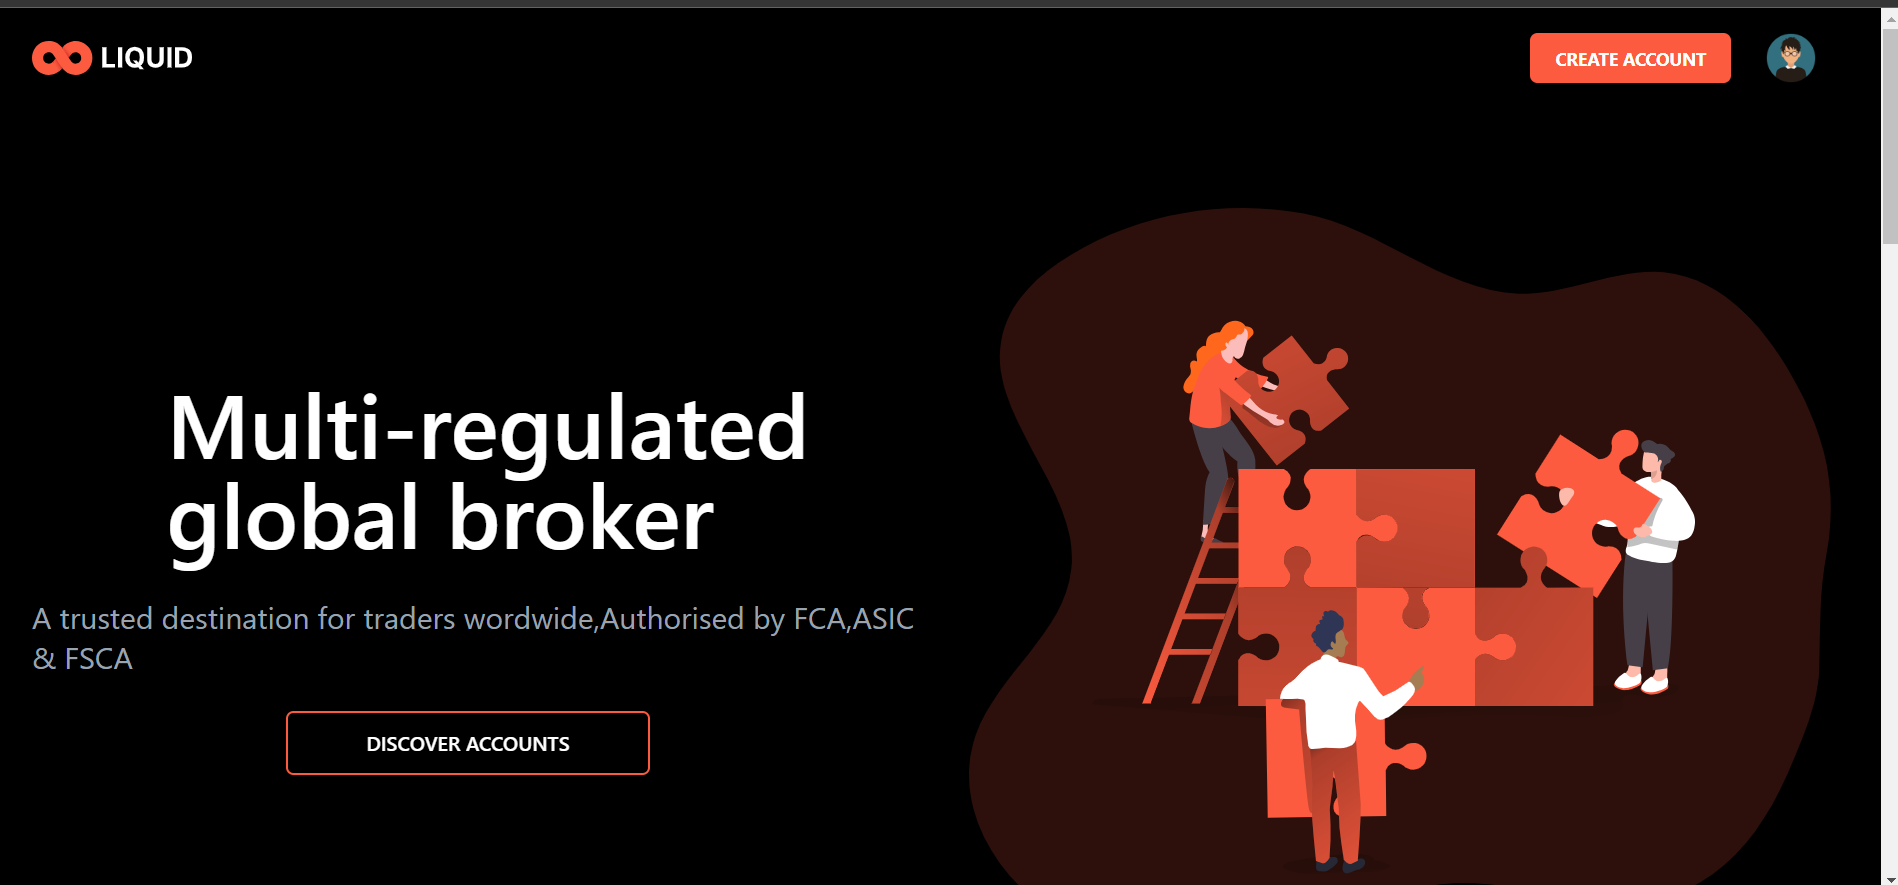 LIQUID
CREATE ACCOUNT
Multi-regulated
global broker
A trusted destination for traders wordwide,Authorised by FCA,ASIC
& FSCA
DISCOVER ACCOUNTS